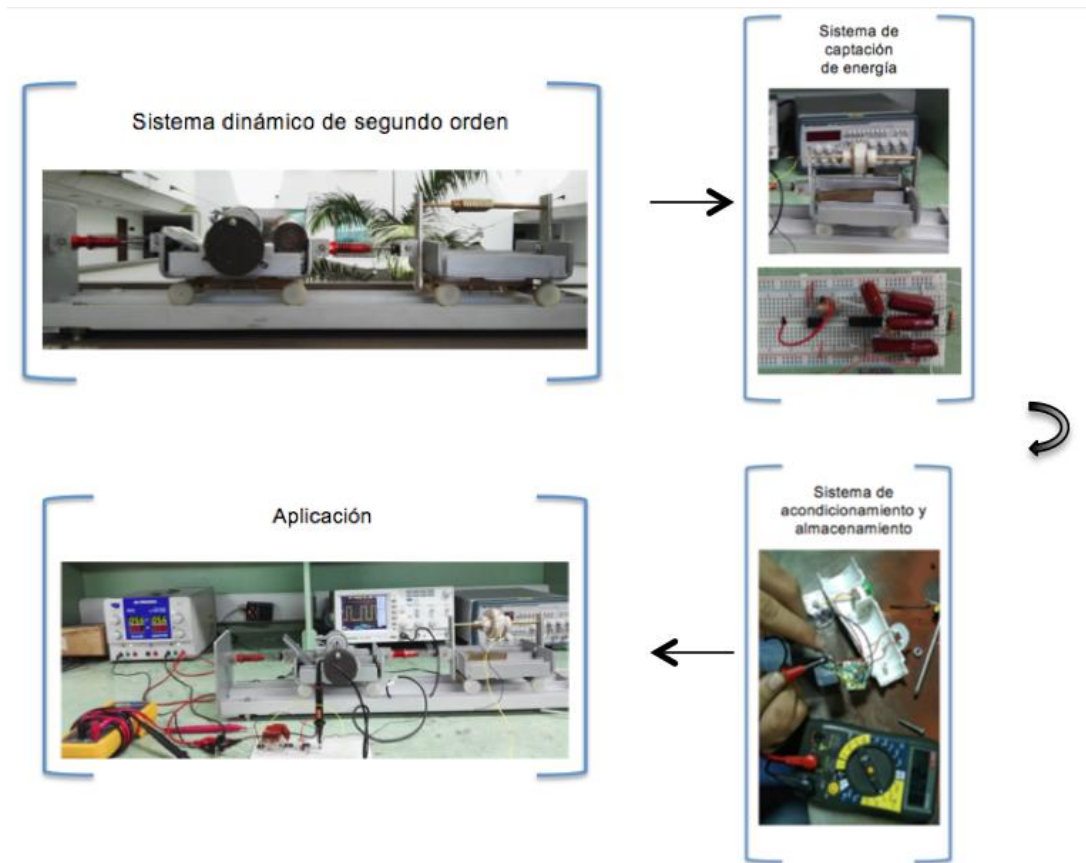 Sistema dinámico de segundo orden
Sistema de
captación
de energía
Sistema de
acondicionamiento y
almacenamiento
Aplicación